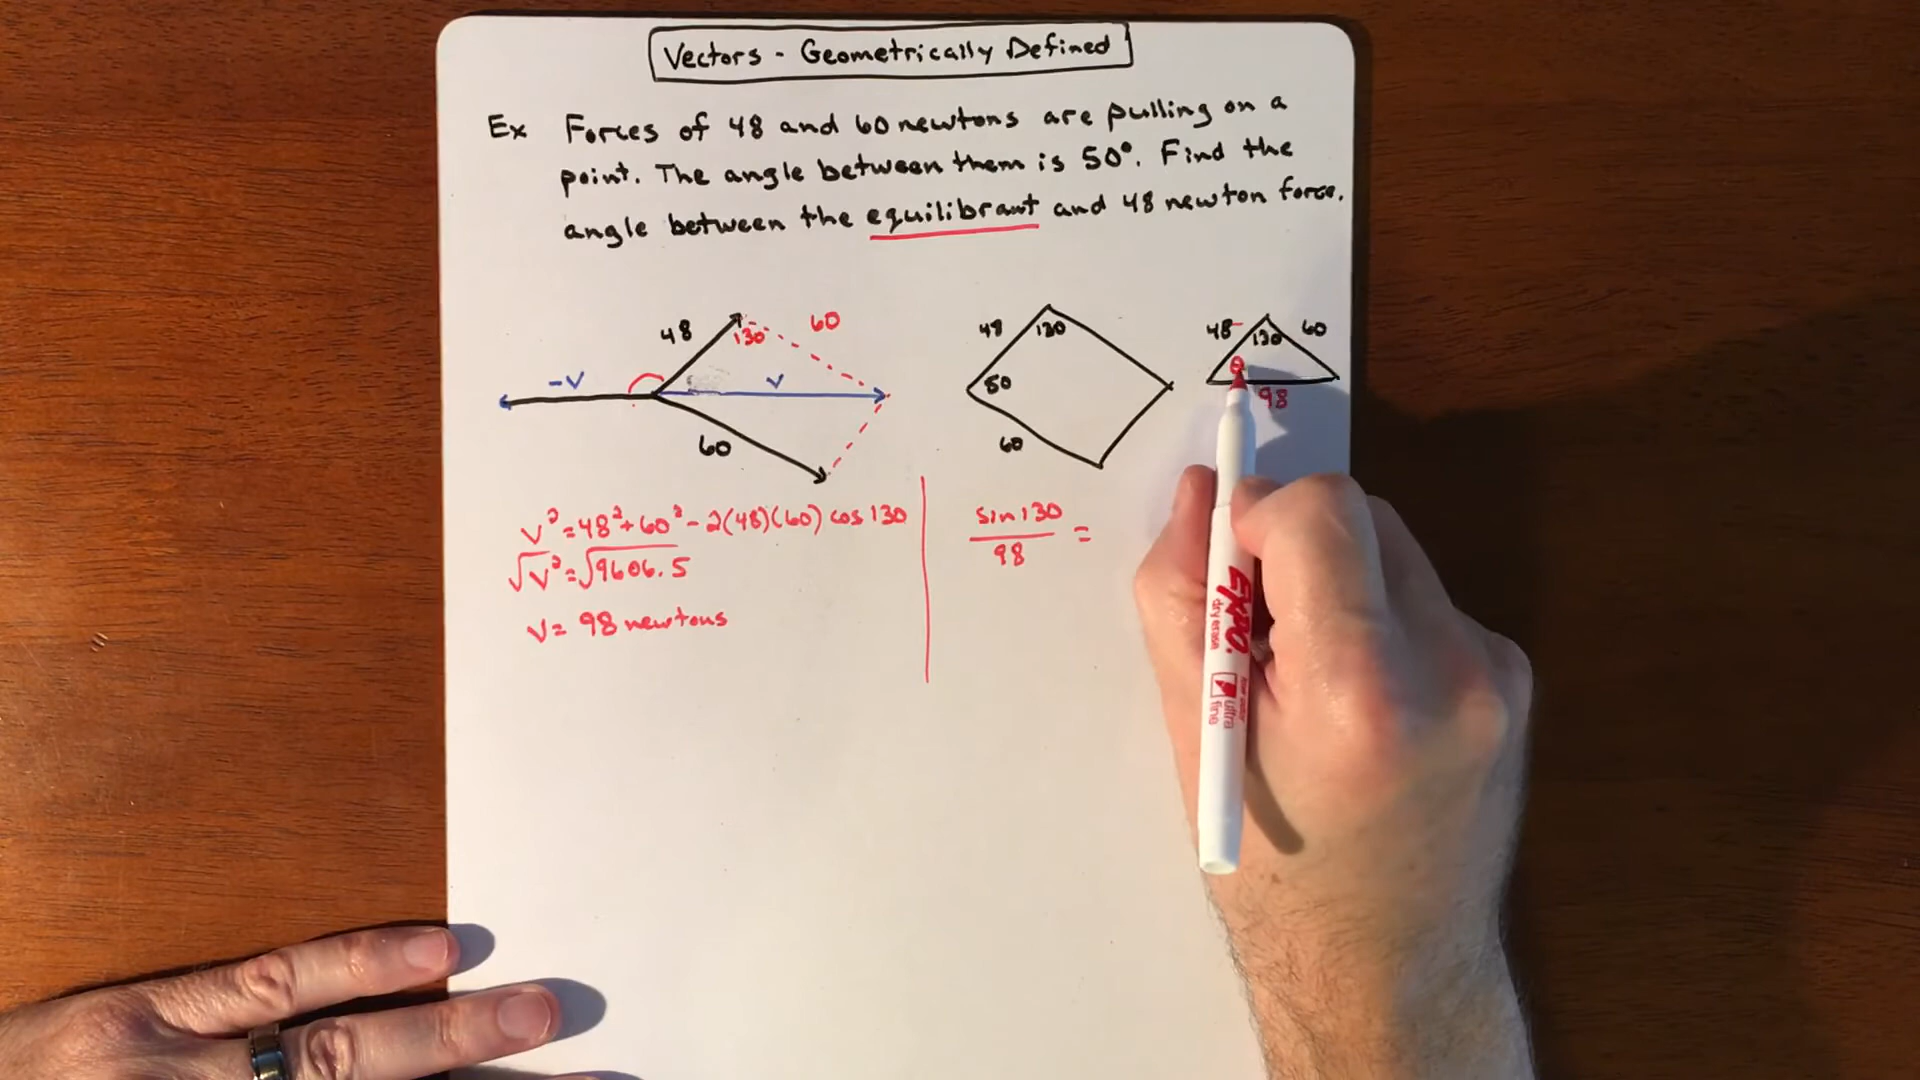 Vectors - Geometrically Defined
Ex Forces of 48 and 60 newtons are pulling on a
point. The angle between them is 50°. Find the
angle between the equilibrant and 48 newton force.
48
130
60
-V
V
60
48
130
50
60
48
130
60
θ
98
V² = 48² + 60² - 2(48)(60) cos 130
√V² = √9606.5
V = 98 newtons
sin 130
98
=
EXPO.
dry erase
ultra
fine